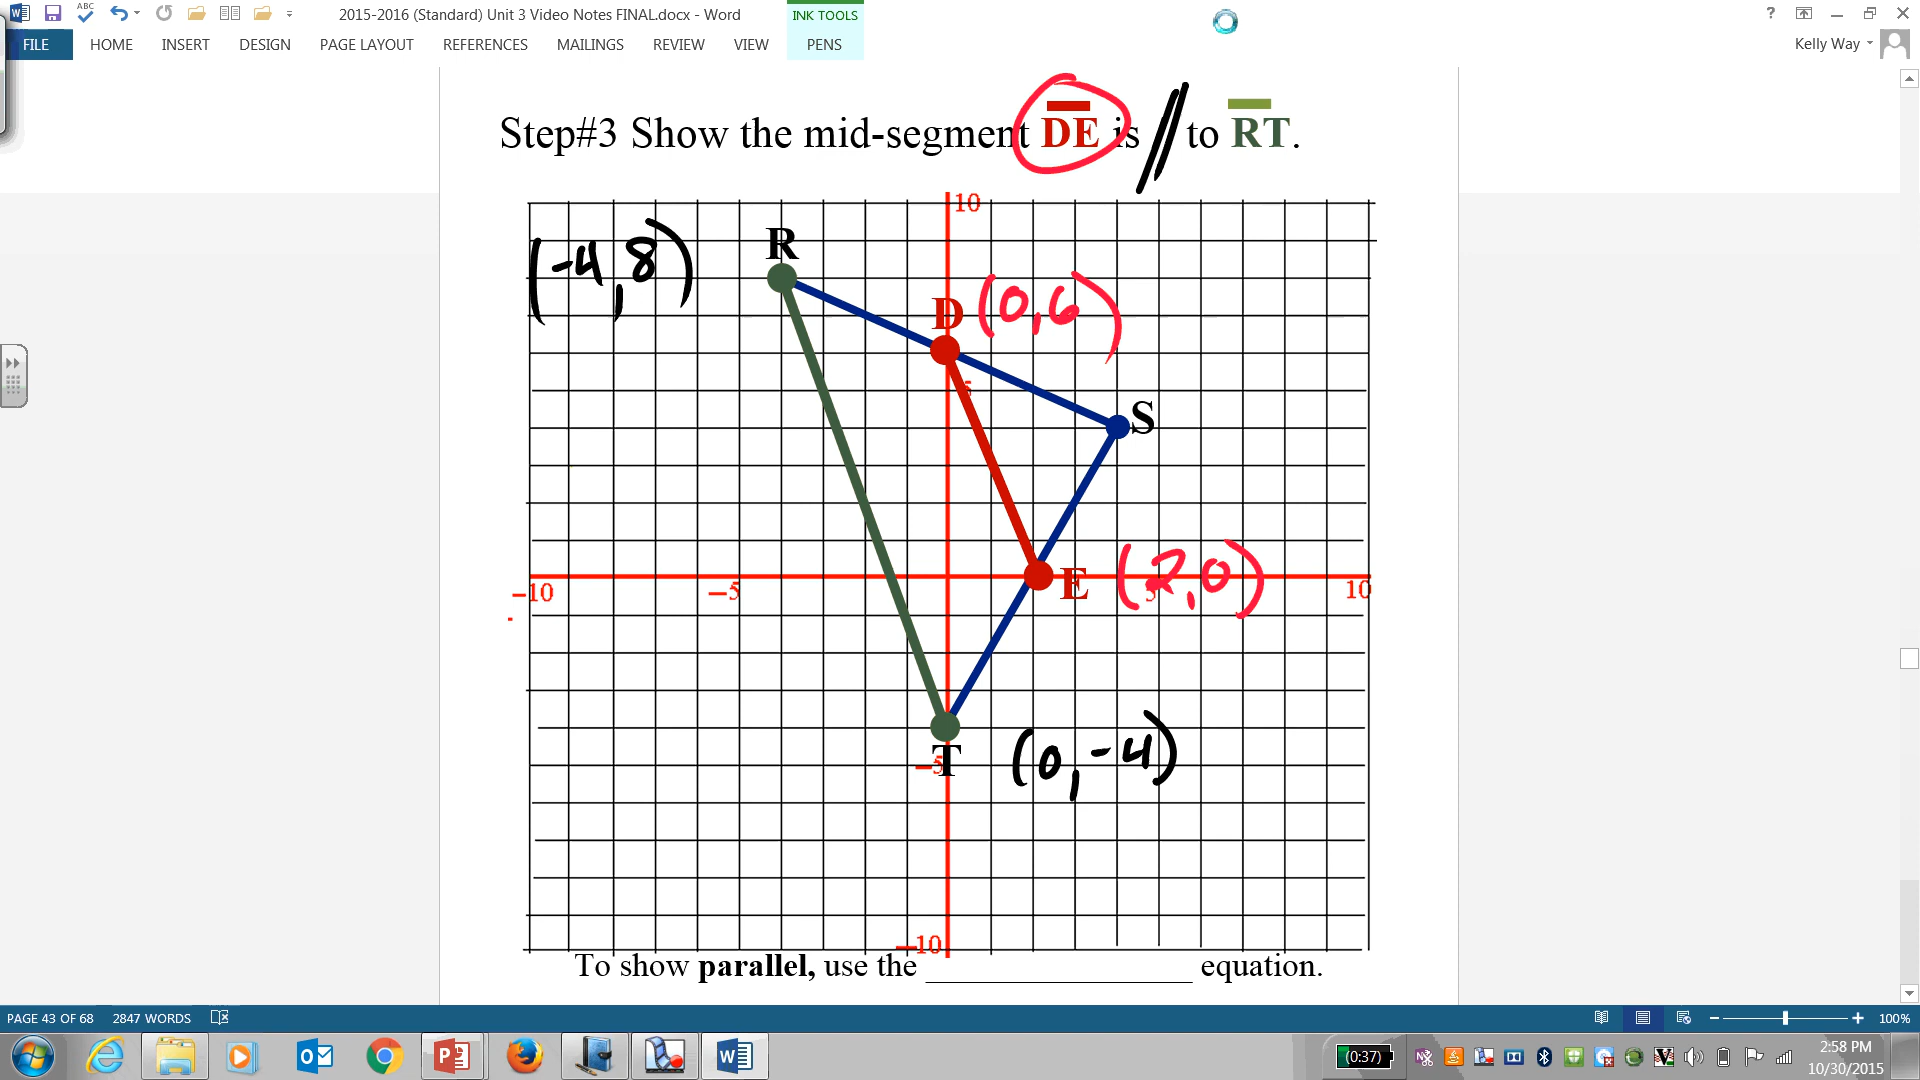 2015-2016 (Standard) Unit 3 Video Notes FINAL.docx - Word
INK TOOLS
FILE HOME INSERT DESIGN PAGE LAYOUT REFERENCES MAILINGS REVIEW VIEW PENS
Kelly Way
Step#3 Show the mid-segment DE is // to RT.
10
R
(-4,8)
D (0,6)
S
-10 -5 E (2,0) 10
T (0,-4)
-5
-10
To show parallel, use the ________________ equation.
PAGE 43 OF 68 2847 WORDS 100%
(0:37) 2:58 PM
10/30/2015